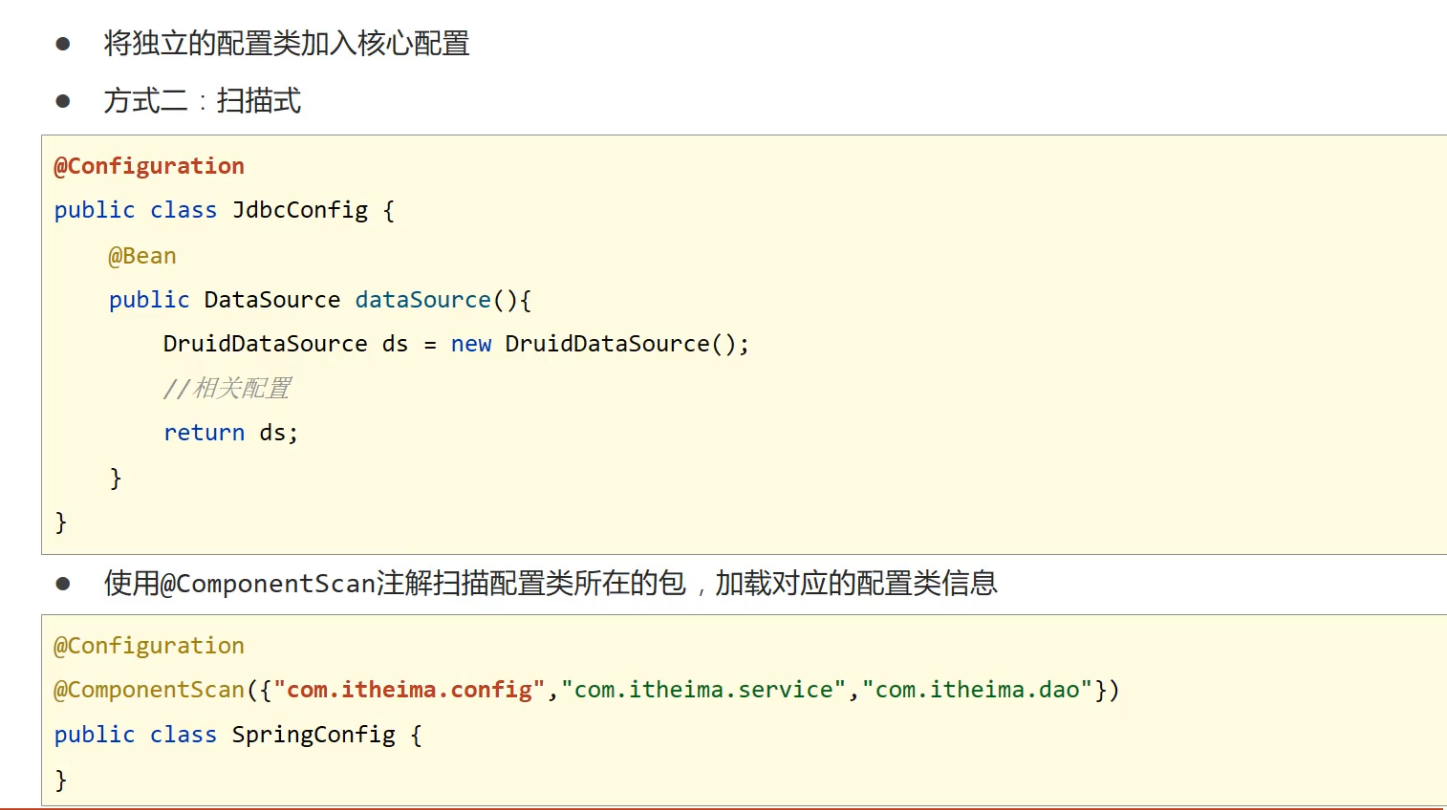 ● 将独立的配置类加入核心配置
● 方式二：扫描式
@Configuration
public class JdbcConfig {
    @Bean
    public DataSource dataSource(){
        DruidDataSource ds = new DruidDataSource();
        //相关配置
        return ds;
    }
}
● 使用@ComponentScan注解扫描配置类所在的包，加载对应的配置类信息
@Configuration
@ComponentScan({"com.itheima.config","com.itheima.service","com.itheima.dao"})
public class SpringConfig {
}